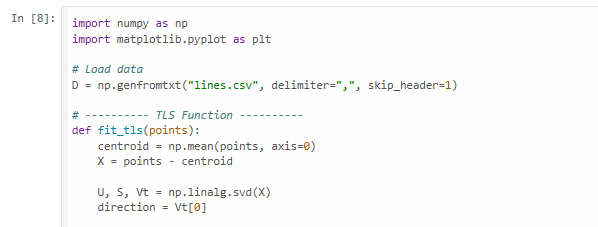 In [8]:
import numpy as np
import matplotlib.pyplot as plt
# Load data
D = np.genfromtxt("lines.csv", delimiter=",", skip_header=1)
# ---------- TLS Function ----------
def fit_tls(points):
    centroid = np.mean(points, axis=0)
    X = points - centroid
    U, S, Vt = np.linalg.svd(X)
    direction = Vt[0]